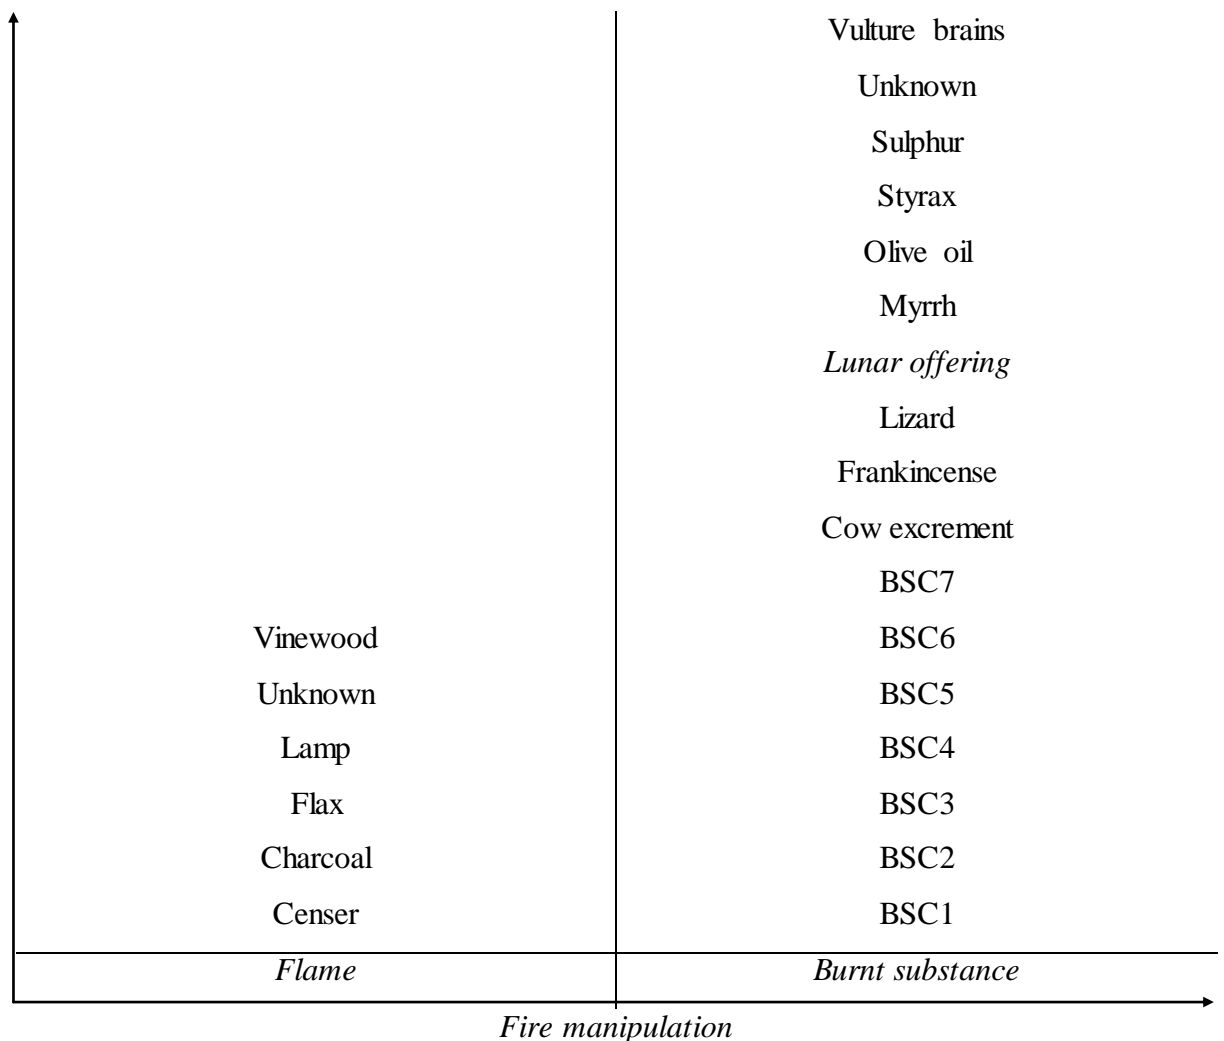 Vulture brains
Unknown
Sulphur
Styrax
Olive oil
Myrrh
Lunar offering
Lizard
Frankincense
Cow excrement
BSC7
Vinewood BSC6
Unknown BSC5
Lamp BSC4
Flax BSC3
Charcoal BSC2
Censer BSC1
Flame Burnt substance
Fire manipulation